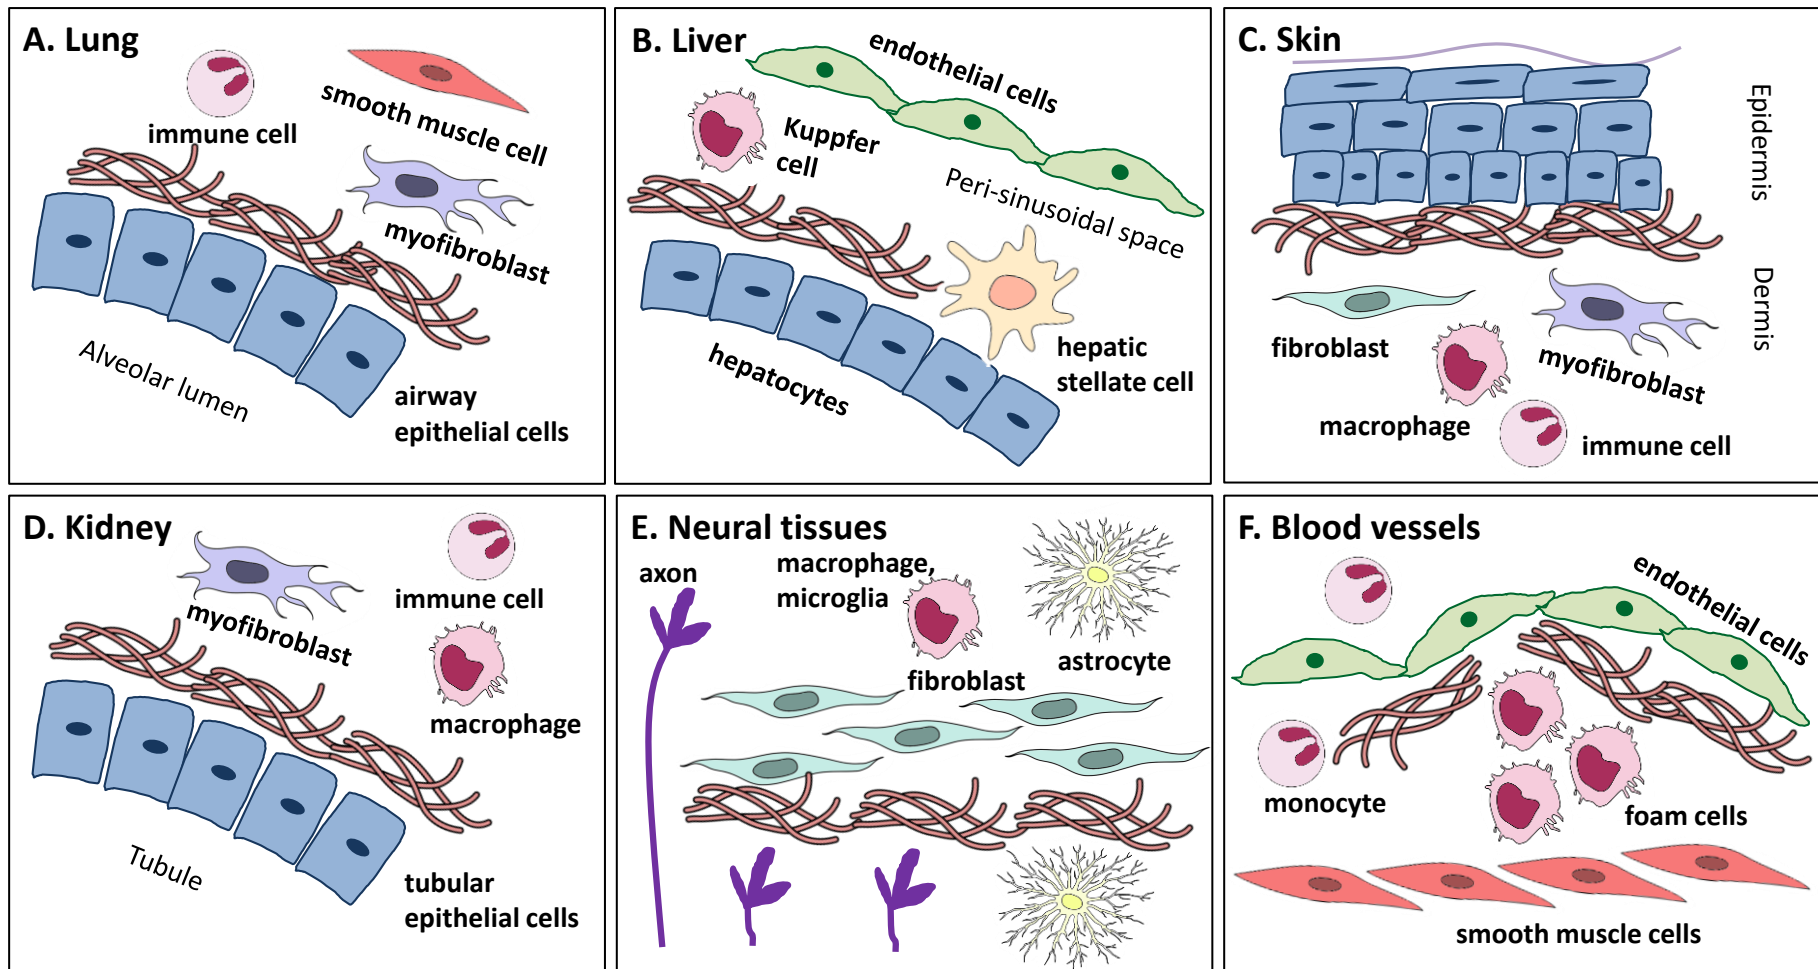 A. Lung
immune cell
smooth muscle cell
myofibroblast
Alveolar lumen
airway
epithelial cells
B. Liver
endothelial cells
Kuppfer
cell
Peri-sinusoidal space
hepatocytes
hepatic
stellate cell
C. Skin
Epidermis
Dermis
fibroblast
myofibroblast
macrophage
immune cell
D. Kidney
immune cell
myofibroblast
macrophage
Tubule
tubular
epithelial cells
E. Neural tissues
axon
macrophage,
microglia
astrocyte
fibroblast
F. Blood vessels
endothelial cells
monocyte
foam cells
smooth muscle cells